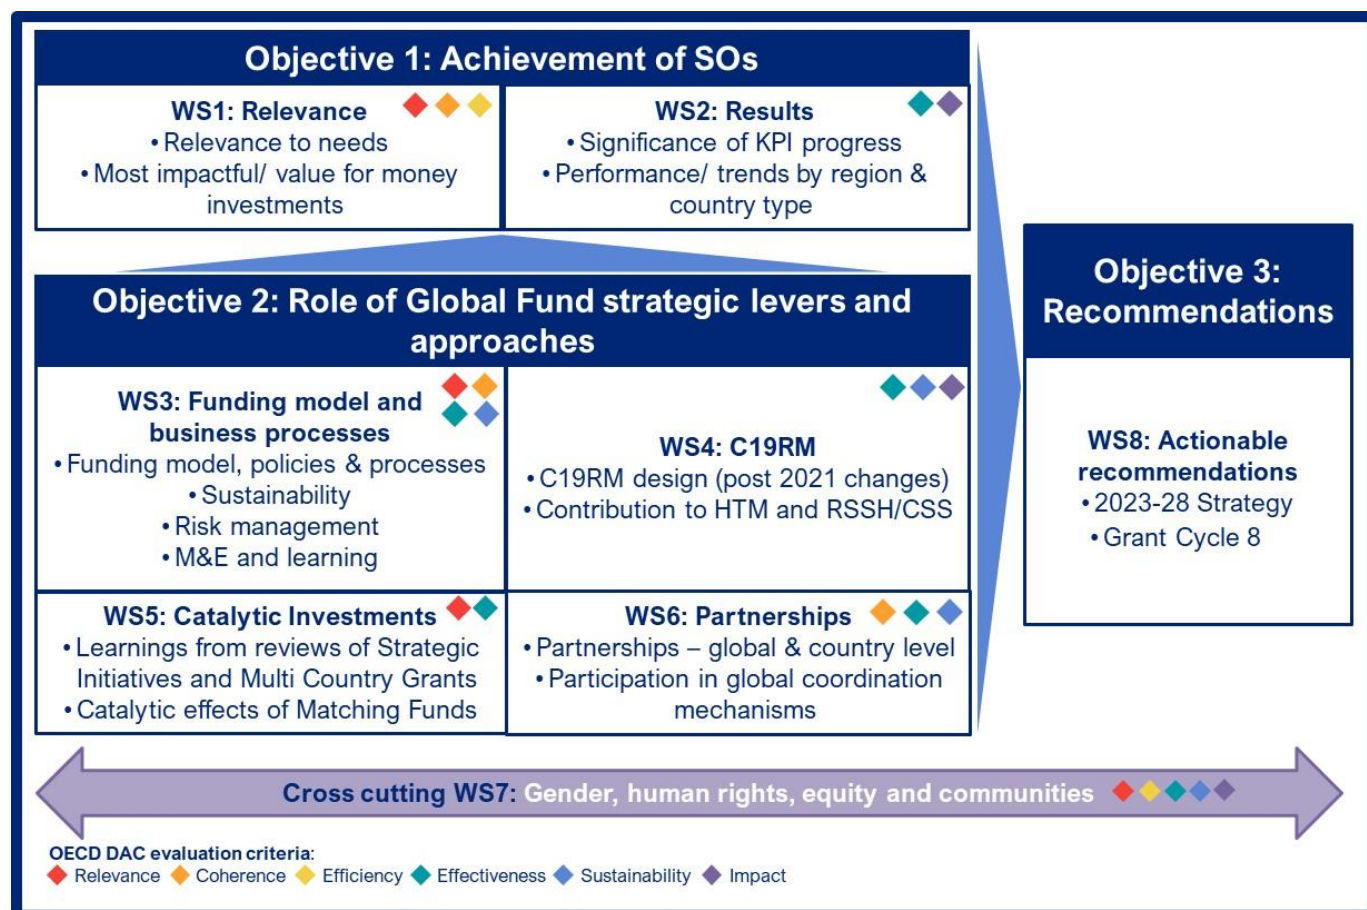 Objective 1: Achievement of SOs
WS1: Relevance
• Relevance to needs
• Most impactful/ value for money
investments
WS2: Results
• Significance of KPI progress
• Performance/ trends by region &
country type
Objective 2: Role of Global Fund strategic levers and
approaches
WS3: Funding model and
business processes
• Funding model, policies & processes
• Sustainability
• Risk management
• M&E and learning
WS4: C19RM
• C19RM design (post 2021 changes)
• Contribution to HTM and RSSH/CSS
WS5: Catalytic Investments
• Learnings from reviews of Strategic
Initiatives and Multi Country Grants
• Catalytic effects of Matching Funds
WS6: Partnerships
• Partnerships – global & country level
• Participation in global coordination
mechanisms
Objective 3:
Recommendations
WS8: Actionable
recommendations
• 2023-28 Strategy
• Grant Cycle 8
Cross cutting WS7: Gender, human rights, equity and communities
OECD DAC evaluation criteria:
Relevance Coherence Efficiency Effectiveness Sustainability Impact